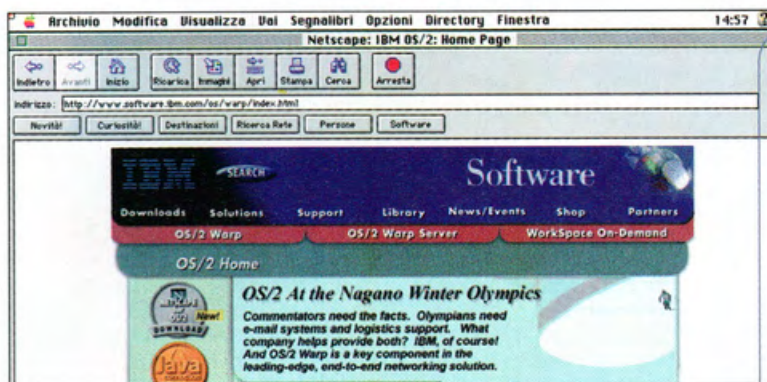 Archivio Modifica Visualizza Vai Segnalibri Opzioni Directory Finestra 14:57
Netscape: IBM OS/2: Home Page
Indietro Avanti Inizio Ricarica Immagini Apri Stampa Cerca Arresta
Indirizzo: http://www.software.ibm.com/os/warp/index.html
Novità! Curiosità! Destinazioni Ricerca Rete Persone Software
IBM SEARCH Software
Downloads Solutions Support Library News/Events Shop Partners
OS/2 Warp OS/2 Warp Server WorkSpace On-Demand
OS/2 Home
OS/2 At the Nagano Winter Olympics
NETSCAPE
OS/2
New!
DOWNLOAD
Commentators need the facts. Olympians need
e-mail systems and logistics support. What
company helps provide both? IBM, of course!
And OS/2 Warp is a key component in the
leading-edge, end-to-end networking solution.
Java